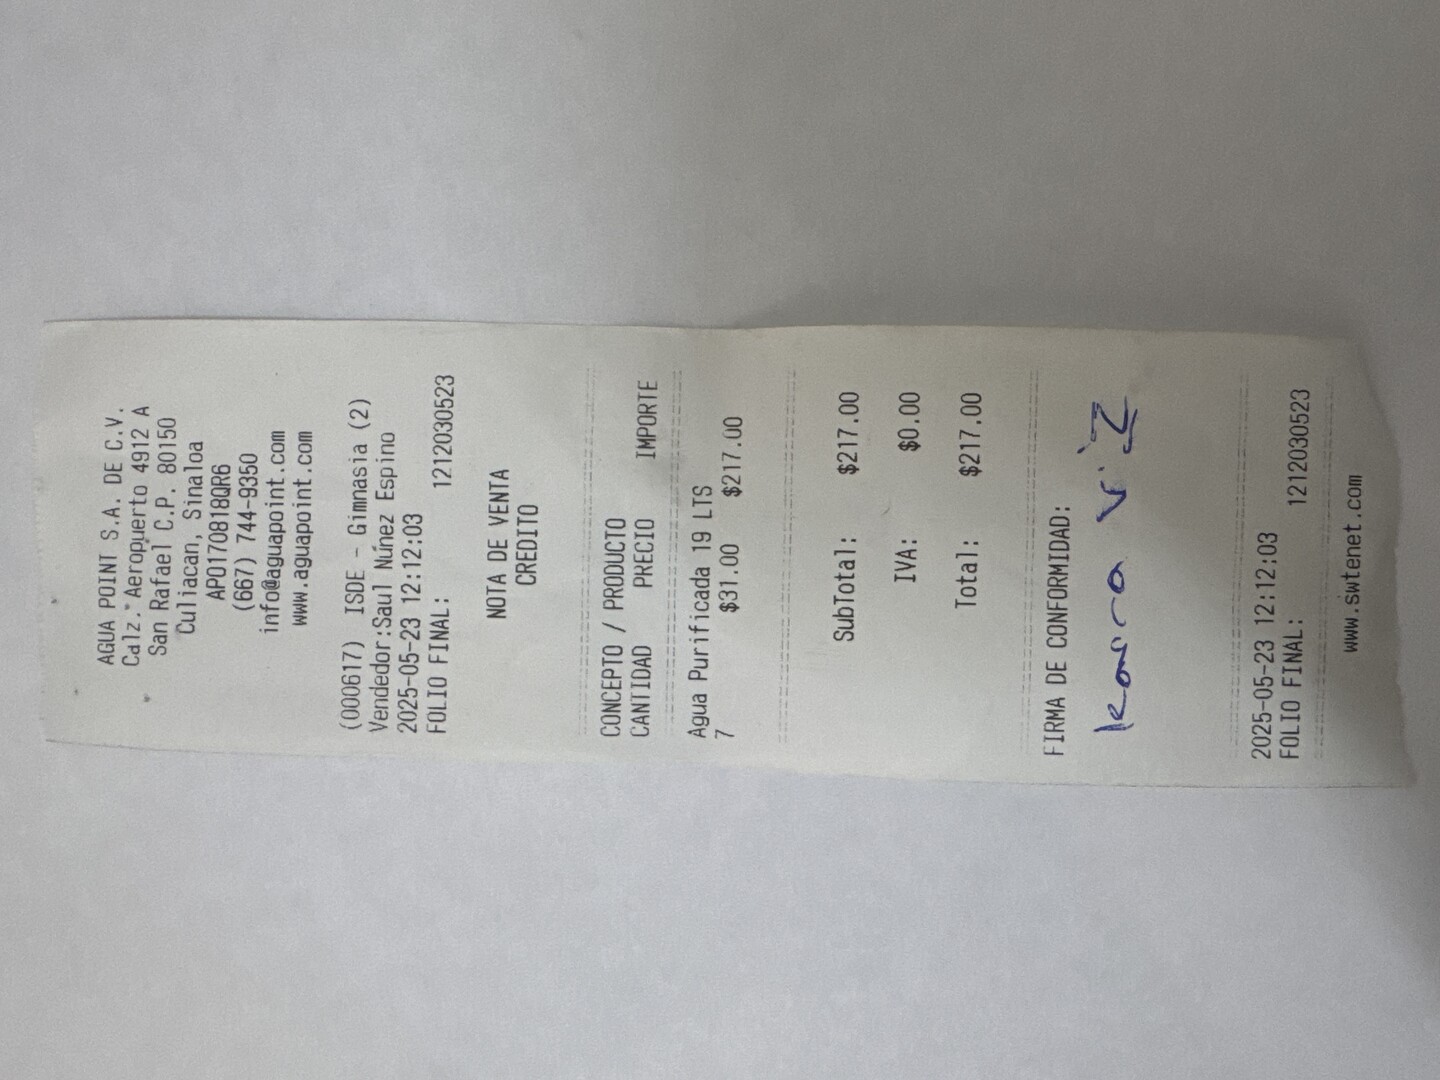 AGUA POINT S.A. DE C.V.
Calz. Aeropuerto 4912 A
San Rafael C.P. 80150
Culiacan, Sinaloa
APO170818QR6
(667) 744-9350
info@aguapoint.com
www.aguapoint.com
(000617) ISDE - Gimnasia (2)
Vendedor:Saul Nuñez Espino
2025-05-23 12:12:03
FOLIO FINAL: 1212030523
NOTA DE VENTA
CREDITO
CONCEPTO / PRODUCTO
CANTIDAD PRECIO IMPORTE
Agua Purificada 19 LTS
7 $31.00 $217.00
SubTotal: $217.00
IVA: $0.00
Total: $217.00
FIRMA DE CONFORMIDAD:
2025-05-23 12:12:03
FOLIO FINAL: 1212030523
www.swtenet.com